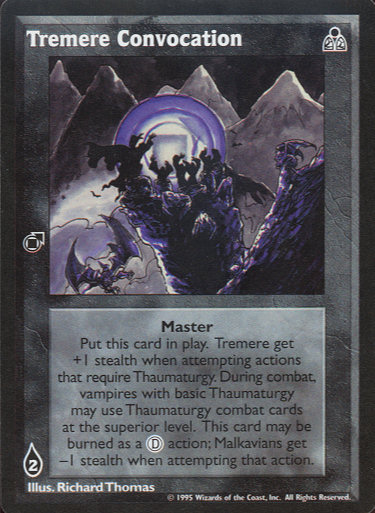 Tremere Convocation
Master
Put this card in play. Tremere get
+1 stealth when attempting actions
that require Thaumaturgy. During combat,
vampires with basic Thaumaturgy
may use Thaumaturgy combat cards
at the superior level. This card may be
burned as a D action; Malkavians get
–1 stealth when attempting that action.
2
Illus. Richard Thomas
© 1995 Wizards of the Coast, Inc. All Rights Reserved.